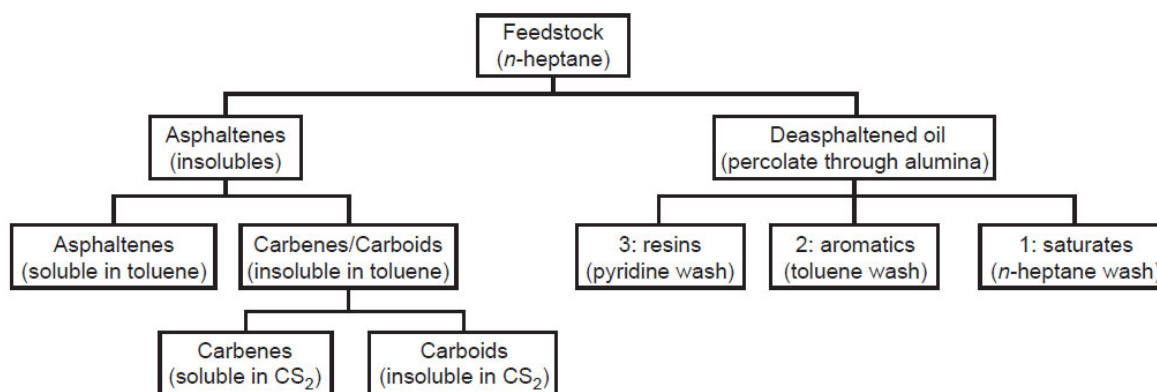 Feedstock
(n-heptane)
Asphaltenes
(insolubles)
Deasphaltened oil
(percolate through alumina)
Asphaltenes
(soluble in toluene)
Carbenes/Carboids
(insoluble in toluene)
3: resins
(pyridine wash)
2: aromatics
(toluene wash)
1: saturates
(n-heptane wash)
Carbenes
(soluble in CS₂)
Carboids
(insoluble in CS₂)